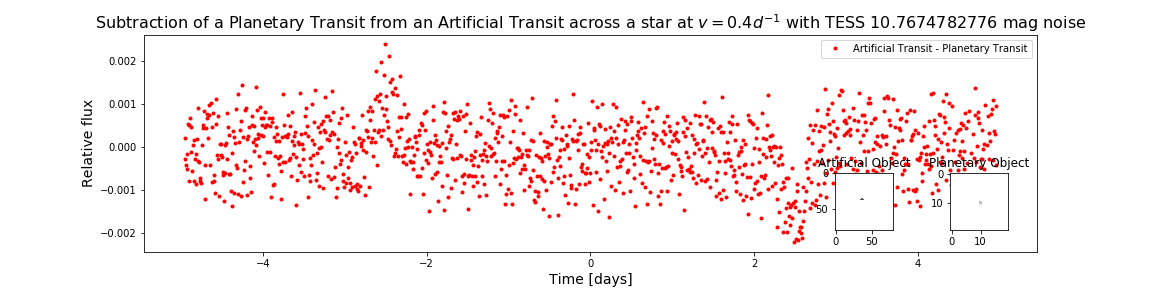 Subtraction of a Planetary Transit from an Artificial Transit across a star at v = 0.4d⁻¹ with TESS 10.7674782776 mag noise
Artificial Transit - Planetary Transit
Relative flux
0.002
0.001
0.000
−0.001
−0.002
Artificial Object
0
50
0 50
Planetary Object
0
10
0 10
−4 −2 0 2 4
Time [days]